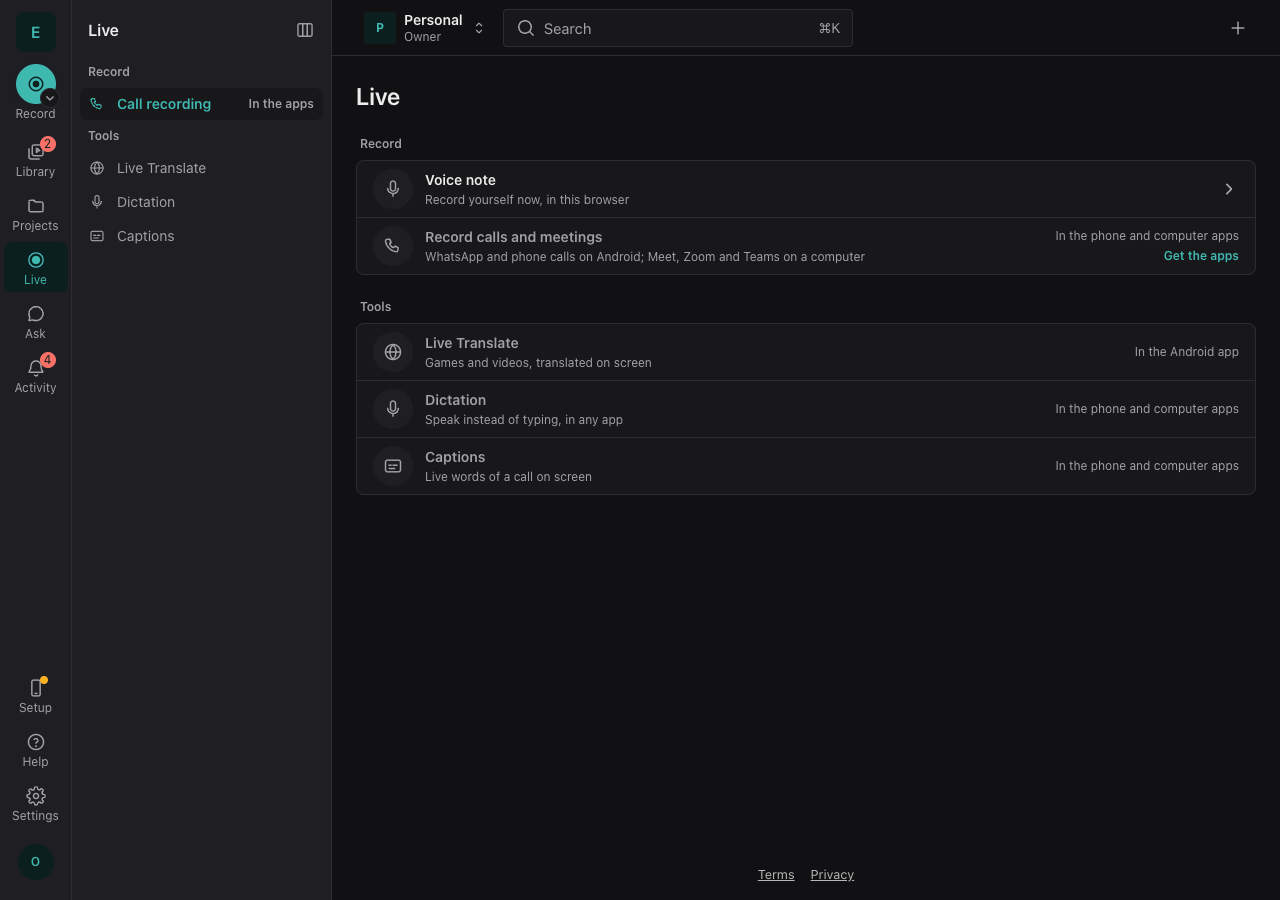 E
Record
Library
2
Projects
Live
Ask
Activity
4
Setup
Help
Settings
O
Live
Record
Call recording
In the apps
Tools
Live Translate
Dictation
Captions
P
Personal
Owner
Search
⌘K
Live
Record
Voice note
Record yourself now, in this browser
Record calls and meetings
WhatsApp and phone calls on Android; Meet, Zoom and Teams on a computer
In the phone and computer apps
Get the apps
Tools
Live Translate
Games and videos, translated on screen
In the Android app
Dictation
Speak instead of typing, in any app
In the phone and computer apps
Captions
Live words of a call on screen
In the phone and computer apps
Terms
Privacy